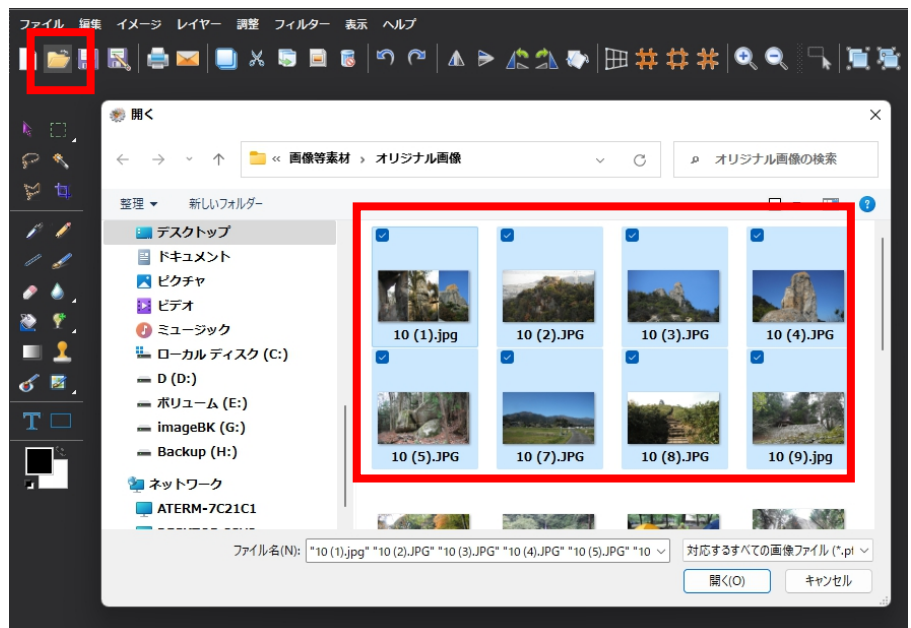 ファイル 編集 イメージ レイヤー 調整 フィルター 表示 ヘルプ
開く
« 画像等素材 › オリジナル画像
オリジナル画像の検索
整理 新しいフォルダー
デスクトップ
ドキュメント
ピクチャ
ビデオ
ミュージック
ローカル ディスク (C:)
D (D:)
ボリューム (E:)
imageBK (G:)
Backup (H:)
ネットワーク
ATERM-7C21C1
10 (1).jpg 10 (2).JPG 10 (3).JPG 10 (4).JPG
10 (5).JPG 10 (7).JPG 10 (8).JPG 10 (9).jpg
ファイル名(N): "10 (1).jpg" "10 (2).JPG" "10 (3).JPG" "10 (4).JPG" "10 (5).JPG" "10
対応するすべての画像ファイル (*.pt
開く(O) キャンセル
T